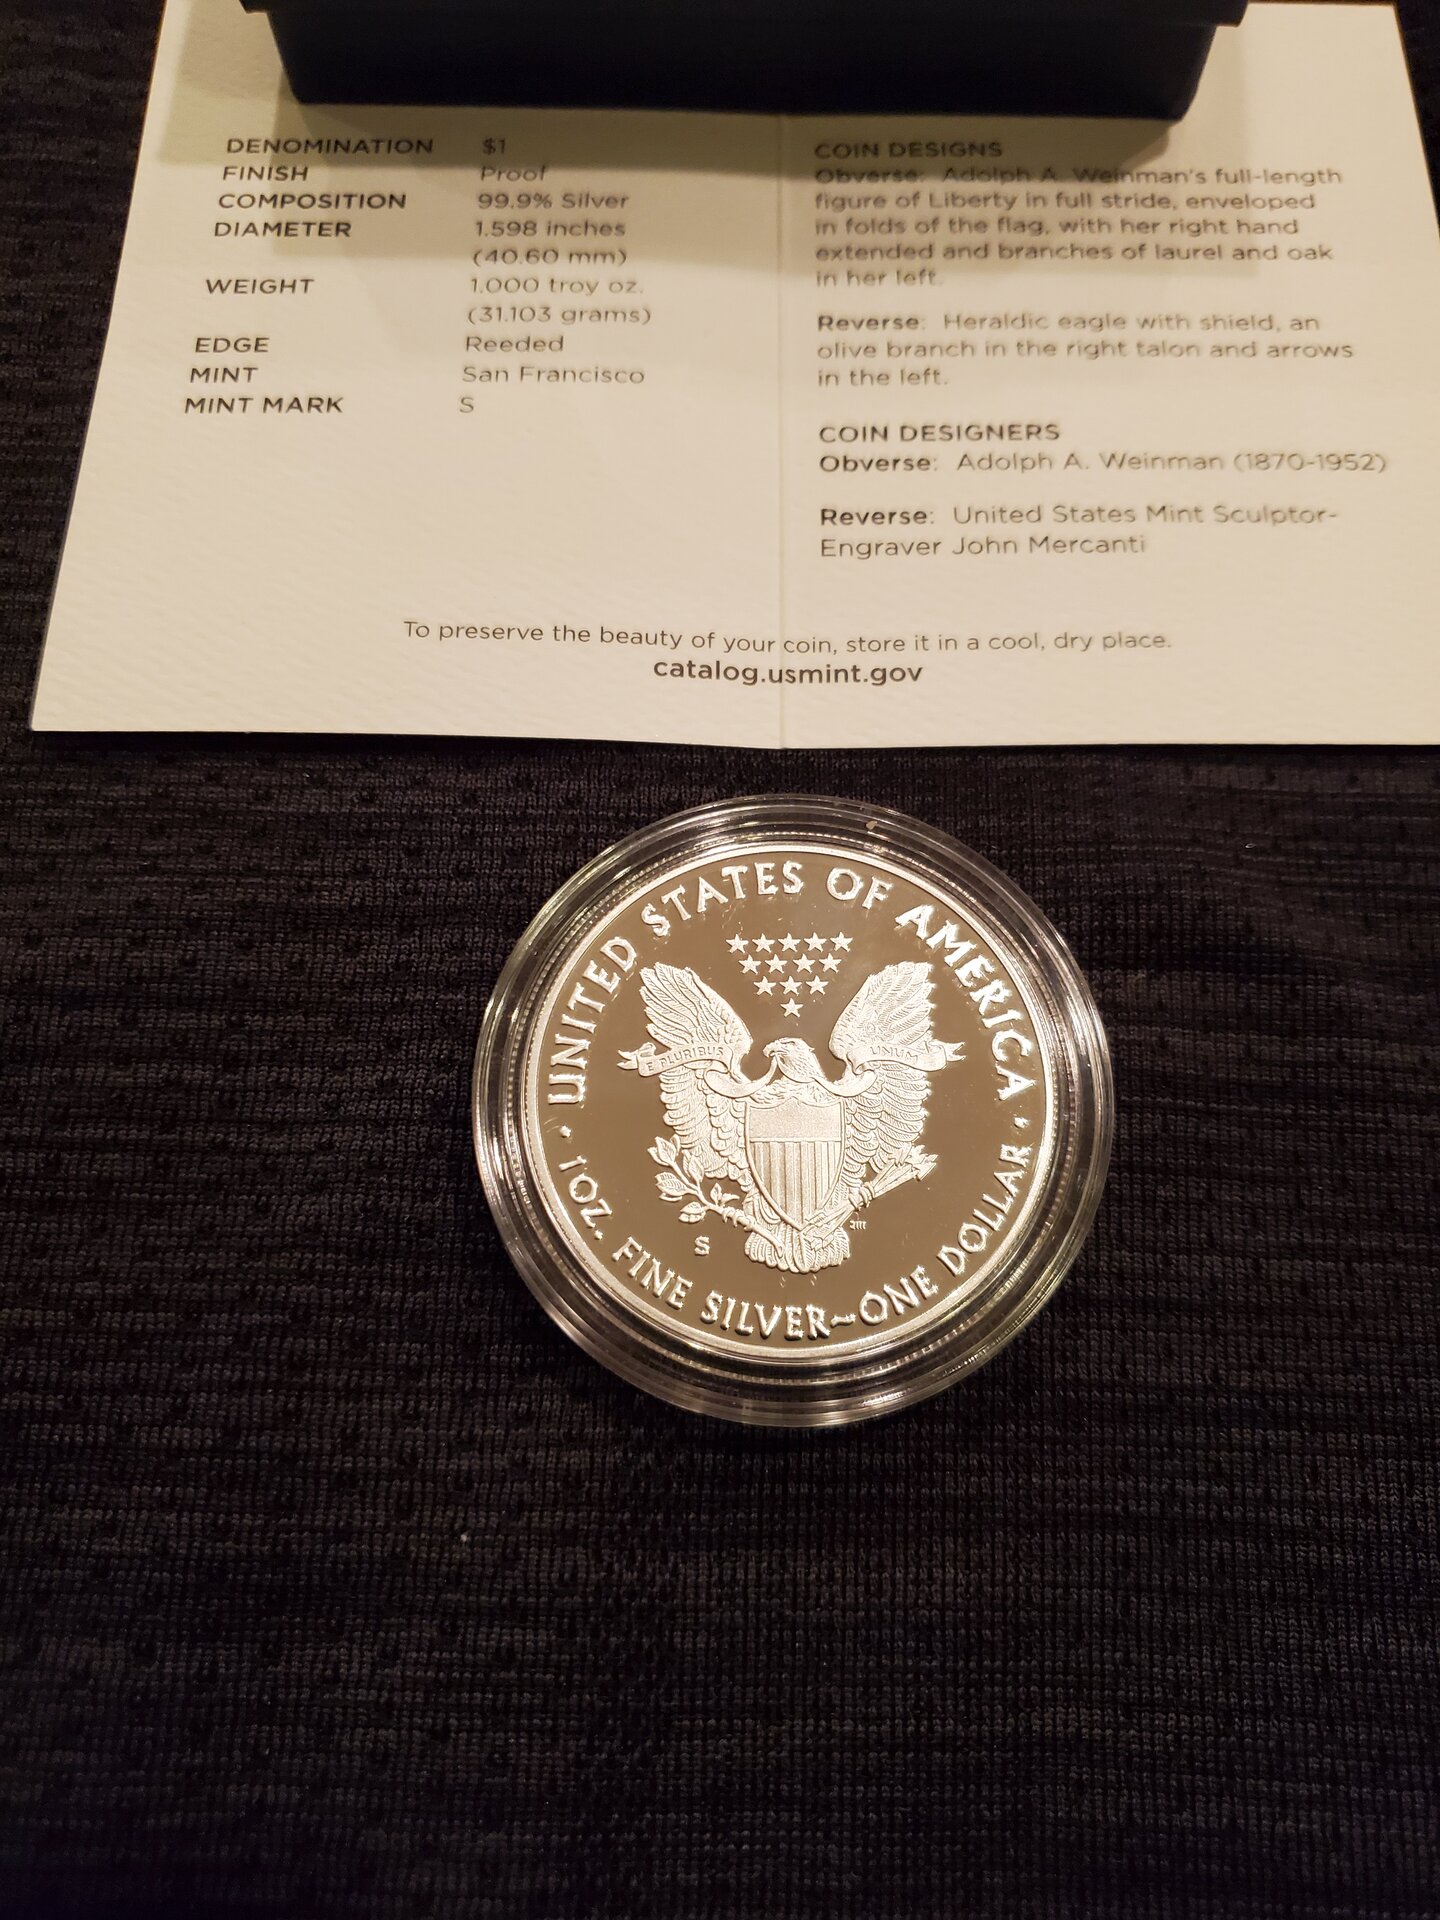 DENOMINATION $1
FINISH Proof
COMPOSITION 99.9% Silver
DIAMETER 1.598 inches
(40.60 mm)
WEIGHT 1.000 troy oz.
(31.103 grams)
EDGE Reeded
MINT San Francisco
MINT MARK S
COIN DESIGNS
Obverse: Adolph A. Weinman's full-length
figure of Liberty in full stride, enveloped
in folds of the flag, with her right hand
extended and branches of laurel and oak
in her left.
Reverse: Heraldic eagle with shield, an
olive branch in the right talon and arrows
in the left.
COIN DESIGNERS
Obverse: Adolph A. Weinman (1870-1952)
Reverse: United States Mint Sculptor-
Engraver John Mercanti
To preserve the beauty of your coin, store it in a cool, dry place.
catalog.usmint.gov
UNITED STATES OF AMERICA
E PLURIBUS UNUM
S
1 OZ. FINE SILVER~ONE DOLLAR